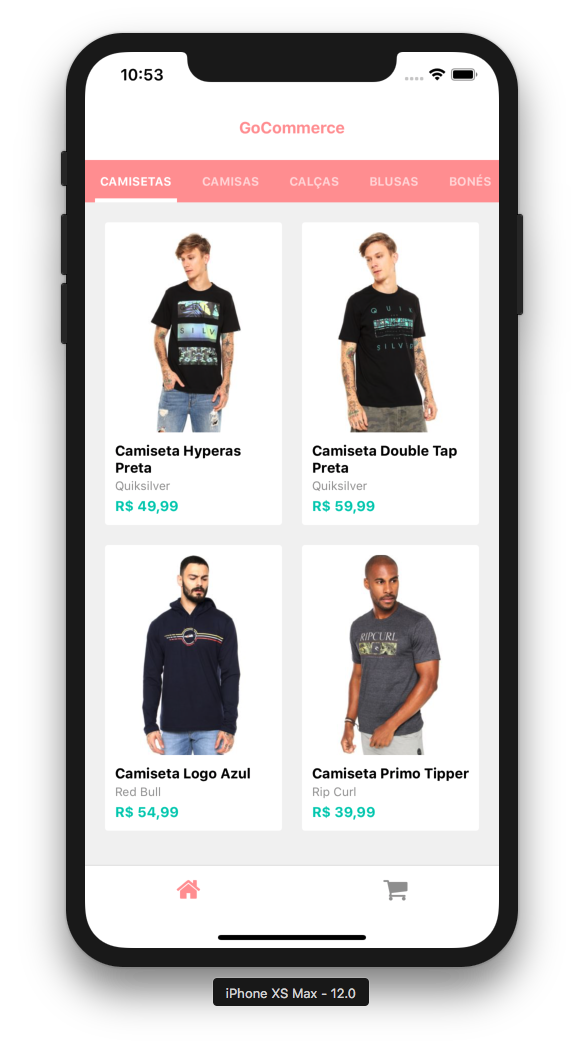 10:53
GoCommerce
CAMISETAS CAMISAS CALÇAS BLUSAS BONÉS
Camiseta Hyperas
Preta
Quiksilver
R$ 49,99
Camiseta Double Tap
Preta
Quiksilver
R$ 59,99
RIPCURL
Camiseta Logo Azul
Red Bull
R$ 54,99
Camiseta Primo Tipper
Rip Curl
R$ 39,99
iPhone XS Max - 12.0